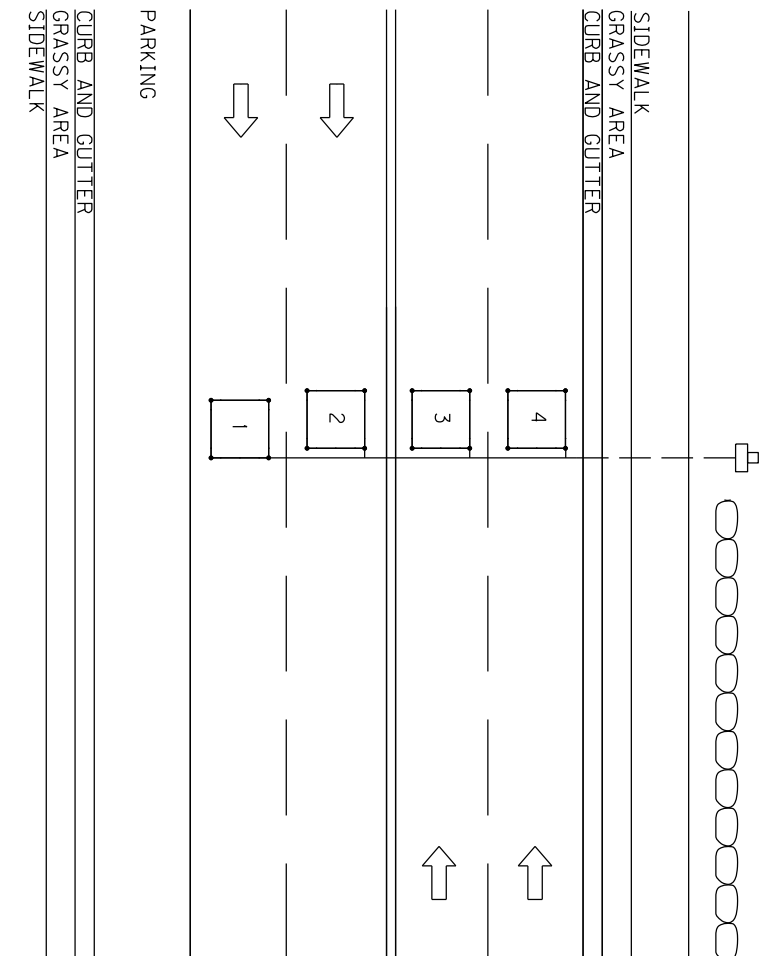 SIDEWALK
GRASSY AREA
CURB AND GUTTER
4
3
2
1
PARKING
CURB AND GUTTER
GRASSY AREA
SIDEWALK